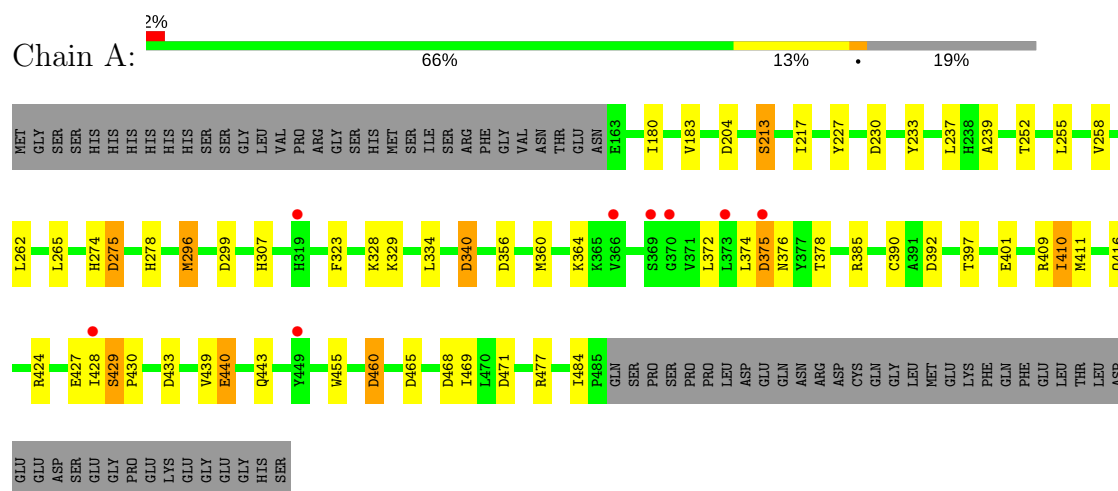 2%
Chain A:
66% 13% • 19%
MET GLY SER SER HIS HIS HIS HIS HIS HIS SER SER GLY LEU VAL PRO ARG GLY SER HIS MET SER ILE SER ARG PHE GLY VAL ASN THR GLU ASN E163 I180 V183 D204 S213 I217 Y227 D230 Y233 L237 H238 A239 T252 L255 V258
L262 L265 H274 D275 H278 M296 D299 H307 H319 F323 K328 K329 L334 D340 D356 M360 K364 K365 V366 S369 G370 V371 L372 L373 L374 D375 N376 Y377 T378 R385 C390 A391 D392 T397 E401 R409 I410 M411
R424 E427 I428 S429 P430 D433 V439 E440 Q443 Y449 W455 D460 D465 D468 I469 L470 D471 R477 I484 P485 GLN SER PRO SER PRO PRO LEU ASP GLU GLN ASN ARG ASP CYS GLN GLY LEU MET GLU LYS PHE GLN PHE GLU LEU THR LEU ASP
GLU GLU ASP SER GLU GLY PRO GLU LYS GLU GLY GLU GLY HIS SER